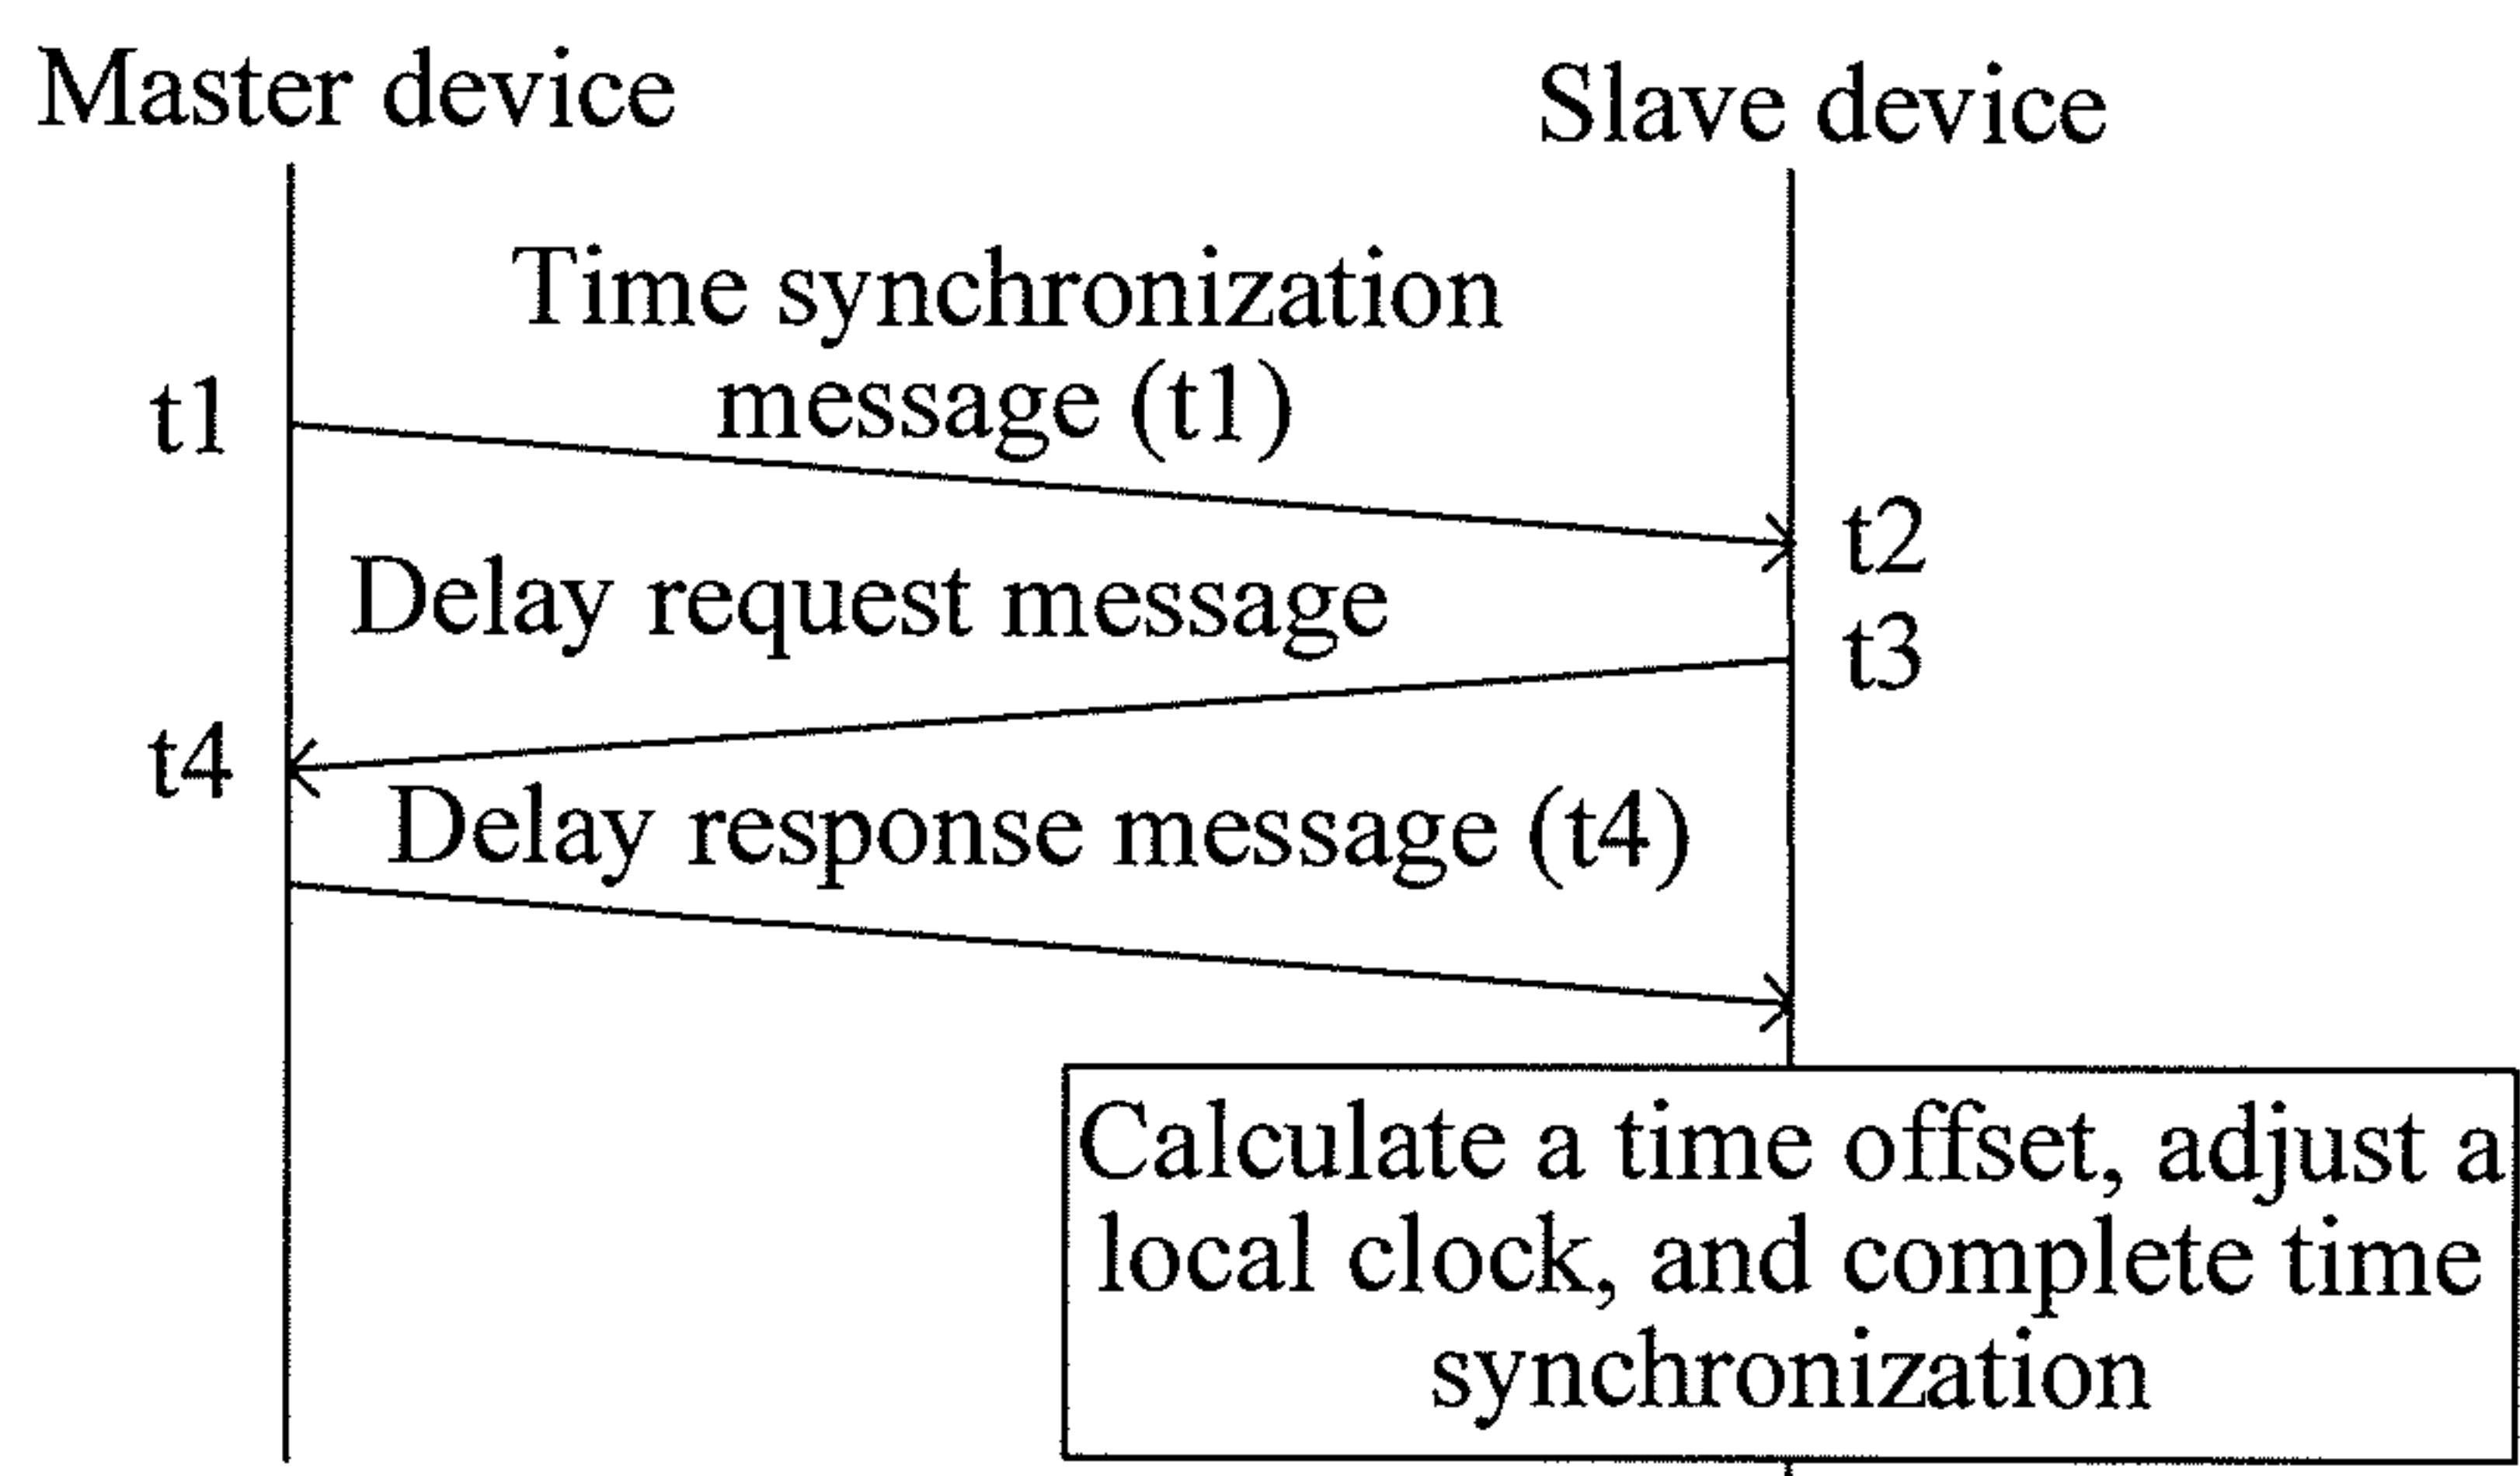 Master device
Slave device
Time synchronization
message (t1)
t1
t2
Delay request message
t3
t4
Delay response message (t4)
Calculate a time offset, adjust a
local clock, and complete time
synchronization